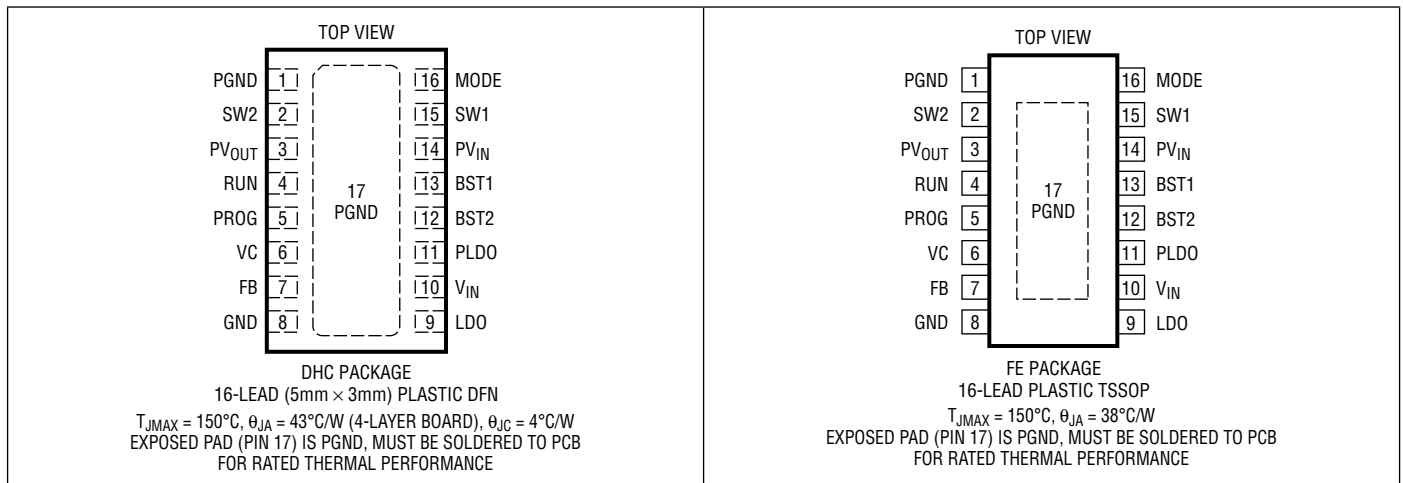 TOP VIEW
PGND 1 16 MODE
SW2 2 15 SW1
PVOUT 3 14 PVIN
RUN 4 13 BST1
PROG 5 12 BST2
VC 6 11 PLDO
FB 7 10 VIN
GND 8 9 LDO
17
PGND
DHC PACKAGE
16-LEAD (5mm × 3mm) PLASTIC DFN
TJMAX = 150°C, θJA = 43°C/W (4-LAYER BOARD), θJC = 4°C/W
EXPOSED PAD (PIN 17) IS PGND, MUST BE SOLDERED TO PCB
FOR RATED THERMAL PERFORMANCE
TOP VIEW
PGND 1 16 MODE
SW2 2 15 SW1
PVOUT 3 14 PVIN
RUN 4 13 BST1
PROG 5 12 BST2
VC 6 11 PLDO
FB 7 10 VIN
GND 8 9 LDO
17
PGND
FE PACKAGE
16-LEAD PLASTIC TSSOP
TJMAX = 150°C, θJA = 38°C/W
EXPOSED PAD (PIN 17) IS PGND, MUST BE SOLDERED TO PCB
FOR RATED THERMAL PERFORMANCE